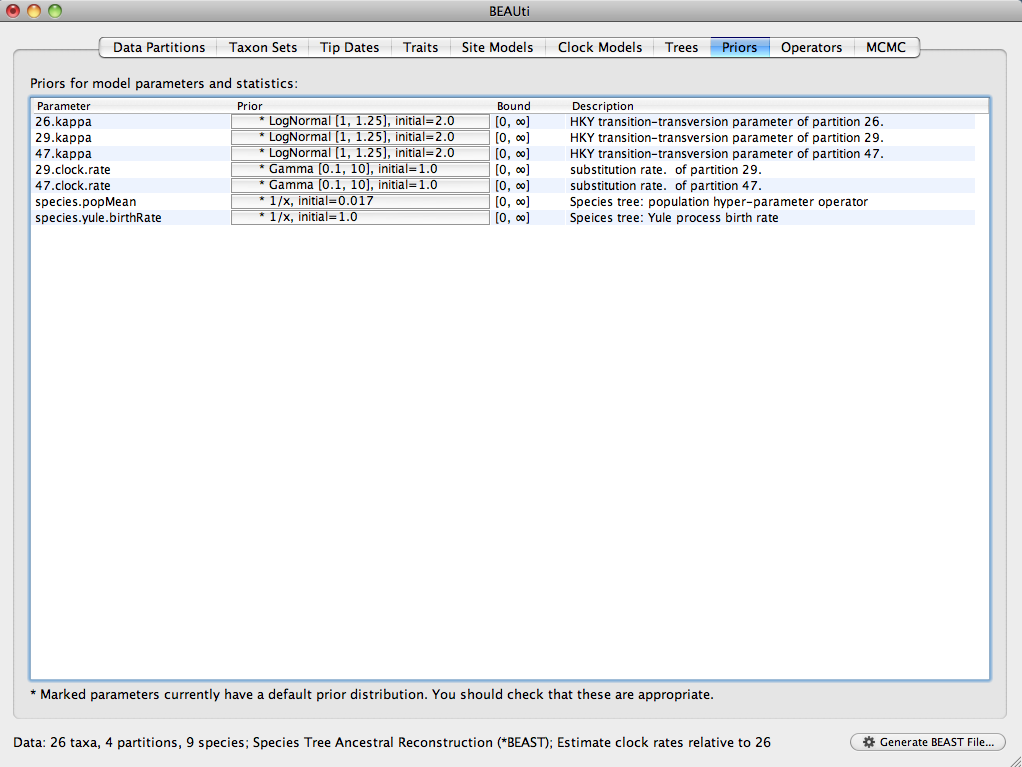 BEAUti
Data Partitions Taxon Sets Tip Dates Traits Site Models Clock Models Trees Priors Operators MCMC
Priors for model parameters and statistics:
Parameter Prior Bound Description
26.kappa * LogNormal [1, 1.25], initial=2.0 [0, ∞] HKY transition-transversion parameter of partition 26.
29.kappa * LogNormal [1, 1.25], initial=2.0 [0, ∞] HKY transition-transversion parameter of partition 29.
47.kappa * LogNormal [1, 1.25], initial=2.0 [0, ∞] HKY transition-transversion parameter of partition 47.
29.clock.rate * Gamma [0.1, 10], initial=1.0 [0, ∞] substitution rate. of partition 29.
47.clock.rate * Gamma [0.1, 10], initial=1.0 [0, ∞] substitution rate. of partition 47.
species.popMean * 1/x, initial=0.017 [0, ∞] Species tree: population hyper-parameter operator
species.yule.birthRate * 1/x, initial=1.0 [0, ∞] Speices tree: Yule process birth rate
* Marked parameters currently have a default prior distribution. You should check that these are appropriate.
Data: 26 taxa, 4 partitions, 9 species; Species Tree Ancestral Reconstruction (*BEAST); Estimate clock rates relative to 26
Generate BEAST File...